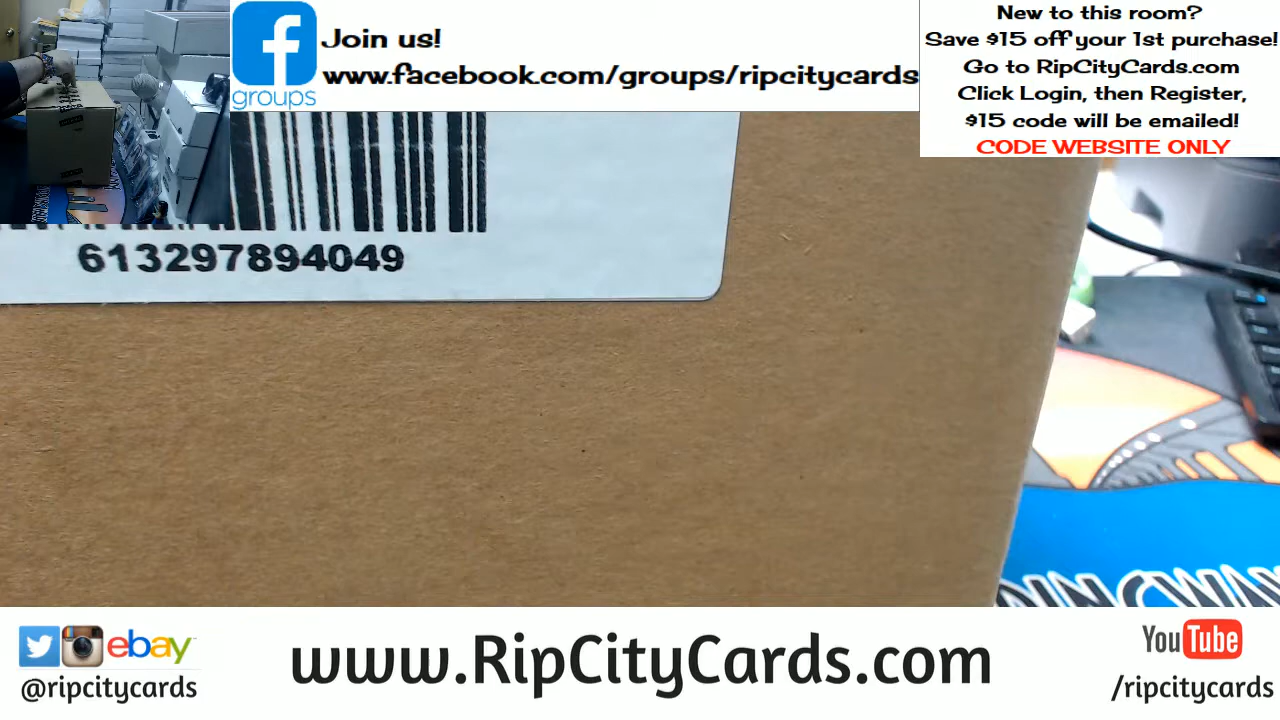 Join us!
www.facebook.com/groups/ripcitycards
groups
New to this room?
Save $15 off your 1st purchase!
Go to RipCityCards.com
Click Login, then Register,
$15 code will be emailed!
CODE WEBSITE ONLY
613297894049
ebay
@ripcitycards
www.RipCityCards.com
YouTube
/ripcitycards